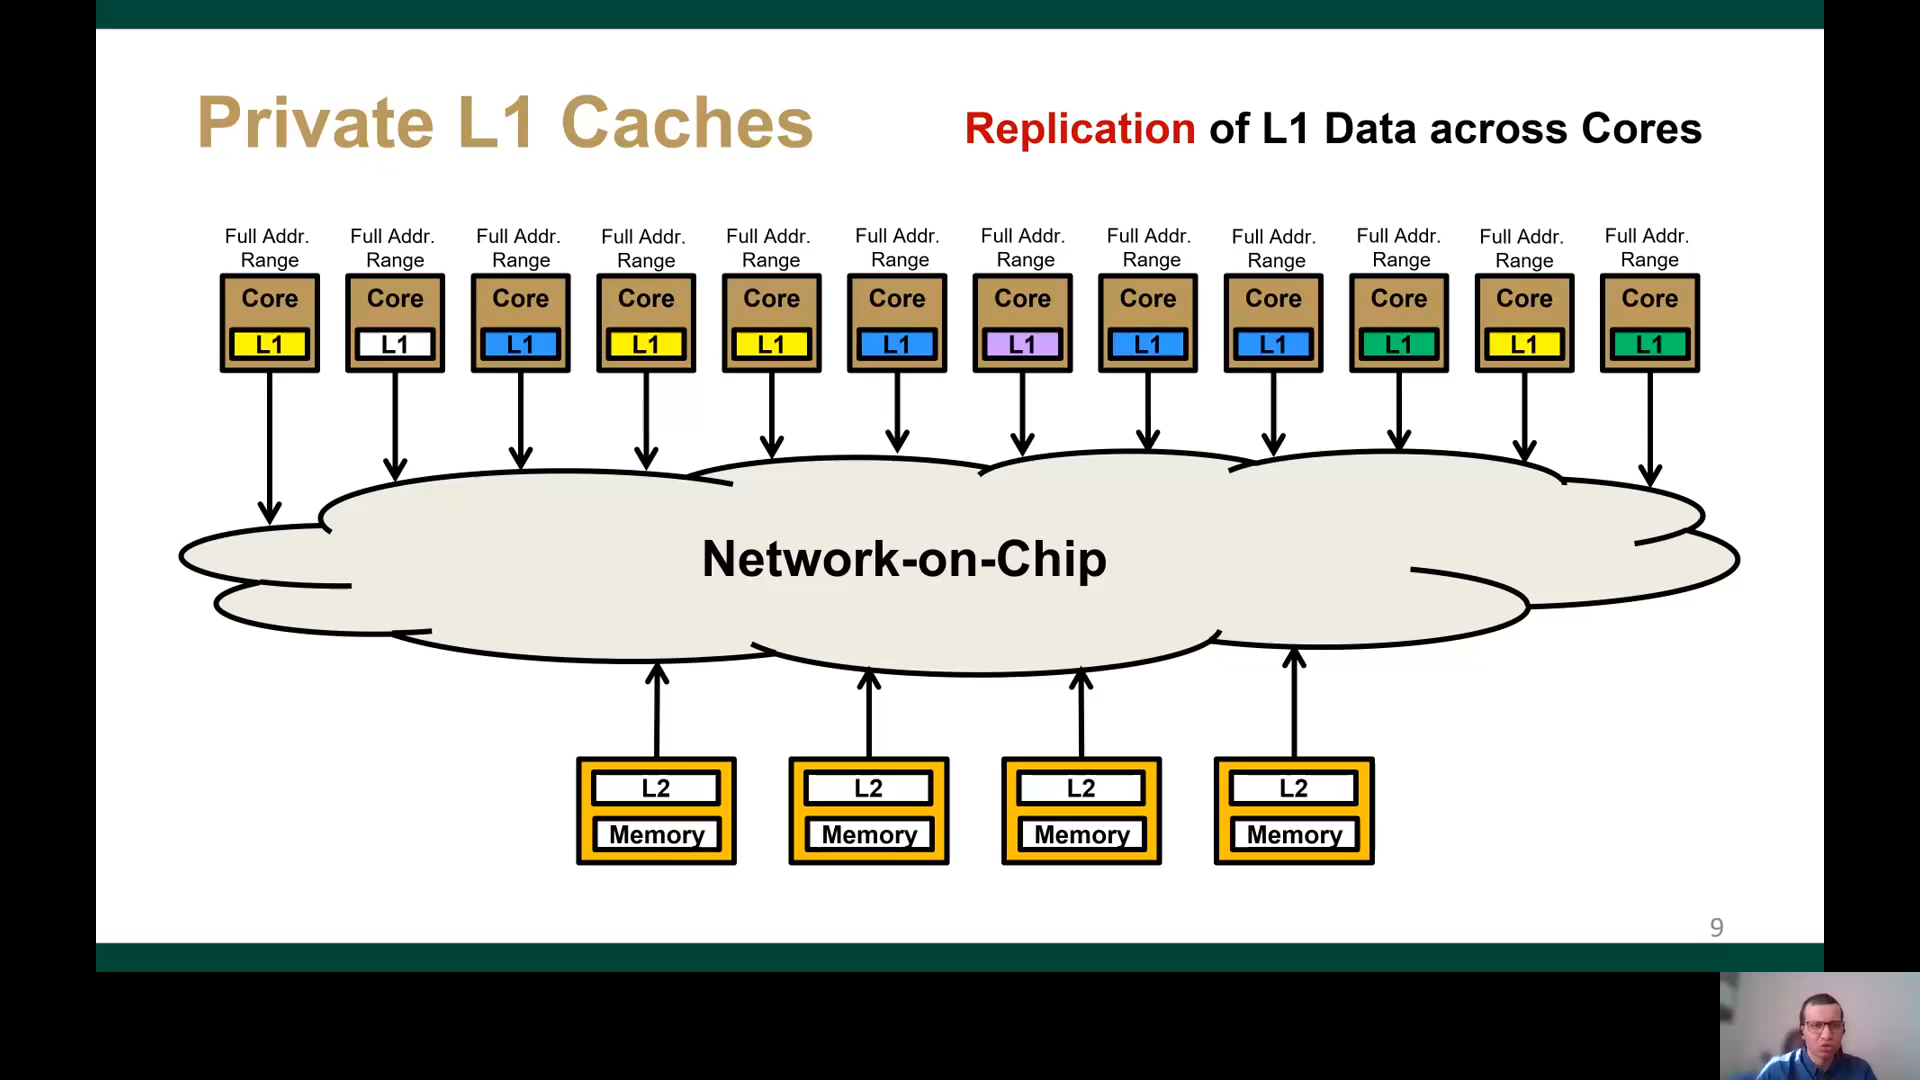 Private L1 Caches
Replication of L1 Data across Cores
Full Addr. Range
Full Addr. Range
Full Addr. Range
Full Addr. Range
Full Addr. Range
Full Addr. Range
Full Addr. Range
Full Addr. Range
Full Addr. Range
Full Addr. Range
Full Addr. Range
Full Addr. Range
Core Core Core Core Core Core Core Core Core Core Core Core
L1 L1 L1 L1 L1 L1 L1 L1 L1 L1 L1 L1
Network-on-Chip
L2 L2 L2 L2
Memory Memory Memory Memory
9